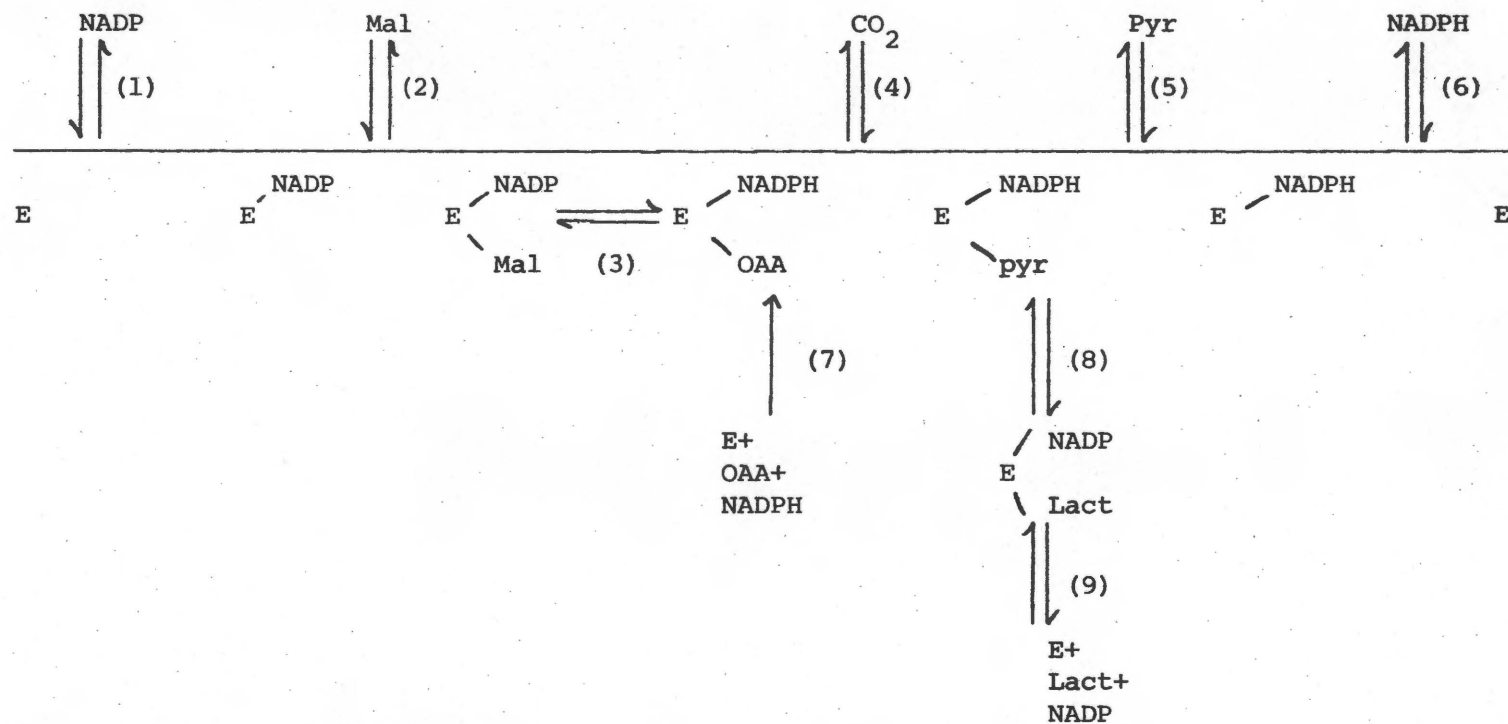 NADP Mal CO2 Pyr NADPH
(1) (2) (4) (5) (6)
NADP NADP NADPH NADPH NADPH
E E E E E E E
Mal (3) OAA pyr
(7) (8)
E+ NADP
OAA+ E
NADPH Lact
(9)
E+
Lact+
NADP